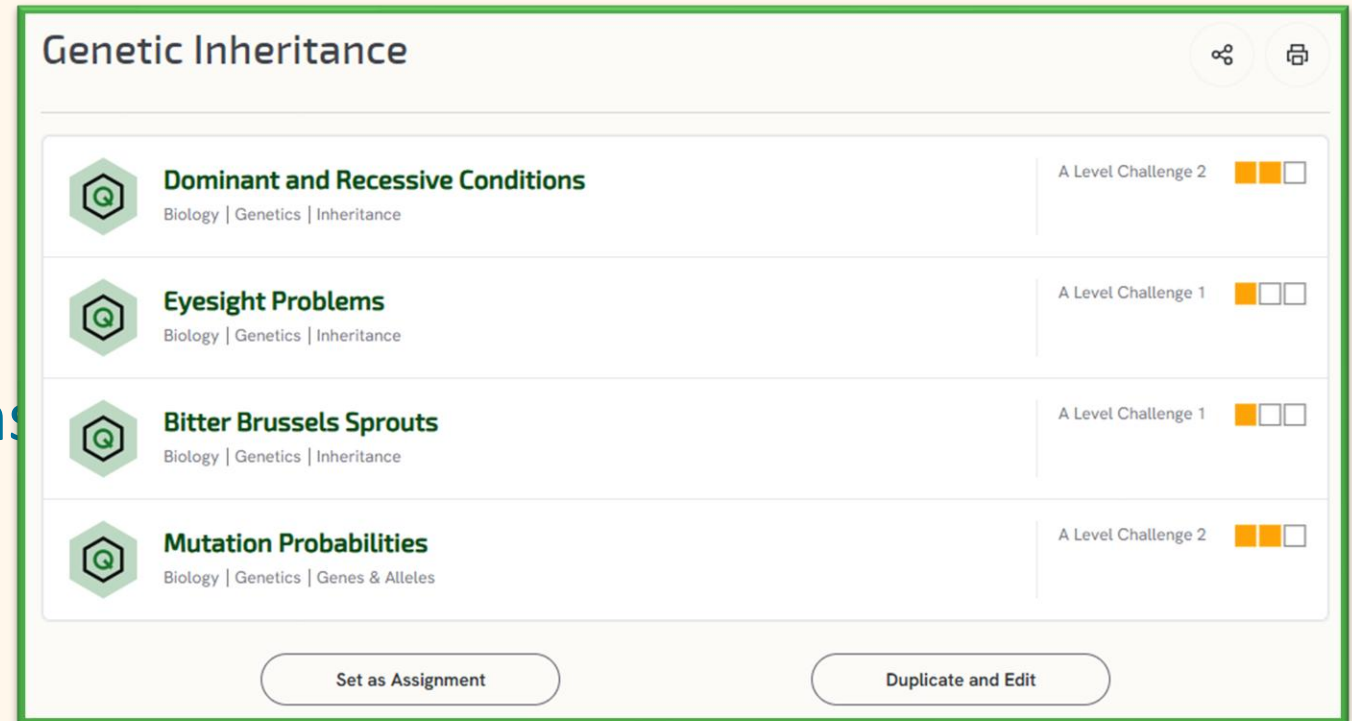 Genetic Inheritance
Dominant and Recessive Conditions
Biology | Genetics | Inheritance
A Level Challenge 2
Eyesight Problems
Biology | Genetics | Inheritance
A Level Challenge 1
Bitter Brussels Sprouts
Biology | Genetics | Inheritance
A Level Challenge 1
Mutation Probabilities
Biology | Genetics | Genes & Alleles
A Level Challenge 2
Set as Assignment
Duplicate and Edit